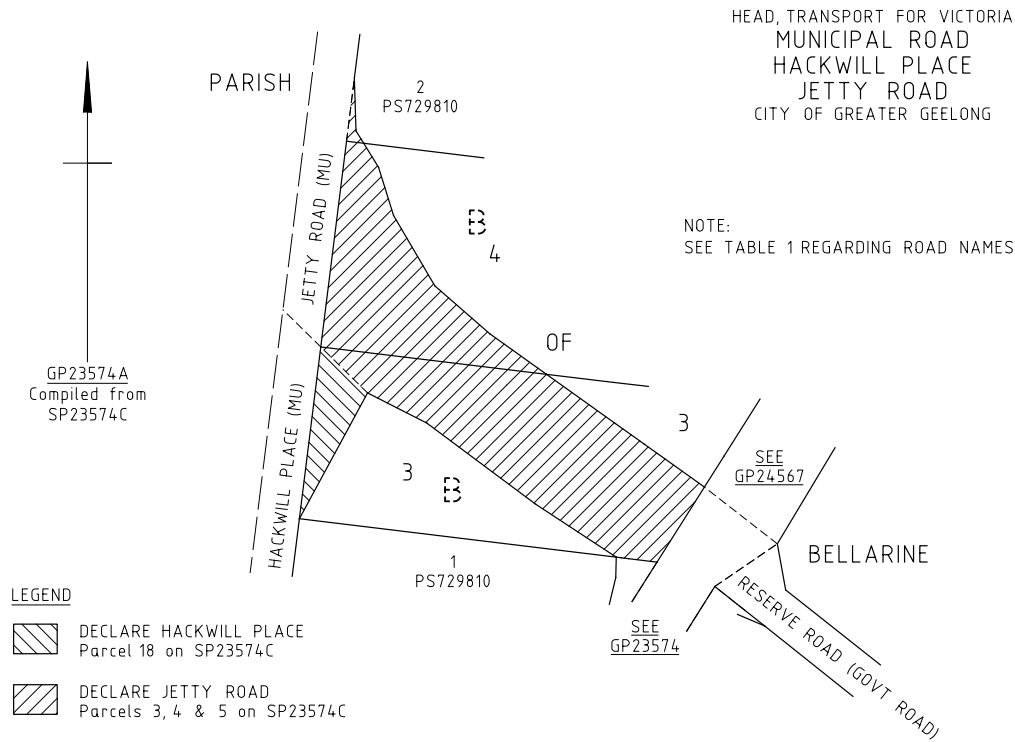 HEAD, TRANSPORT FOR VICTORIA
MUNICIPAL ROAD
HACKWILL PLACE
JETTY ROAD
CITY OF GREATER GEELONG
PARISH
2
PS729810
JETTY ROAD (MU)
B
4
NOTE:
SEE TABLE 1 REGARDING ROAD NAMES
OF
GP23574A
Compiled from
SP23574C
HACKWILL PLACE (MU)
3
3
B
SEE
GP24567
BELLARINE
1
PS729810
RESERVE ROAD (GOVT ROAD)
SEE
GP23574
LEGEND
DECLARE HACKWILL PLACE
Parcel 18 on SP23574C
DECLARE JETTY ROAD
Parcels 3, 4 & 5 on SP23574C